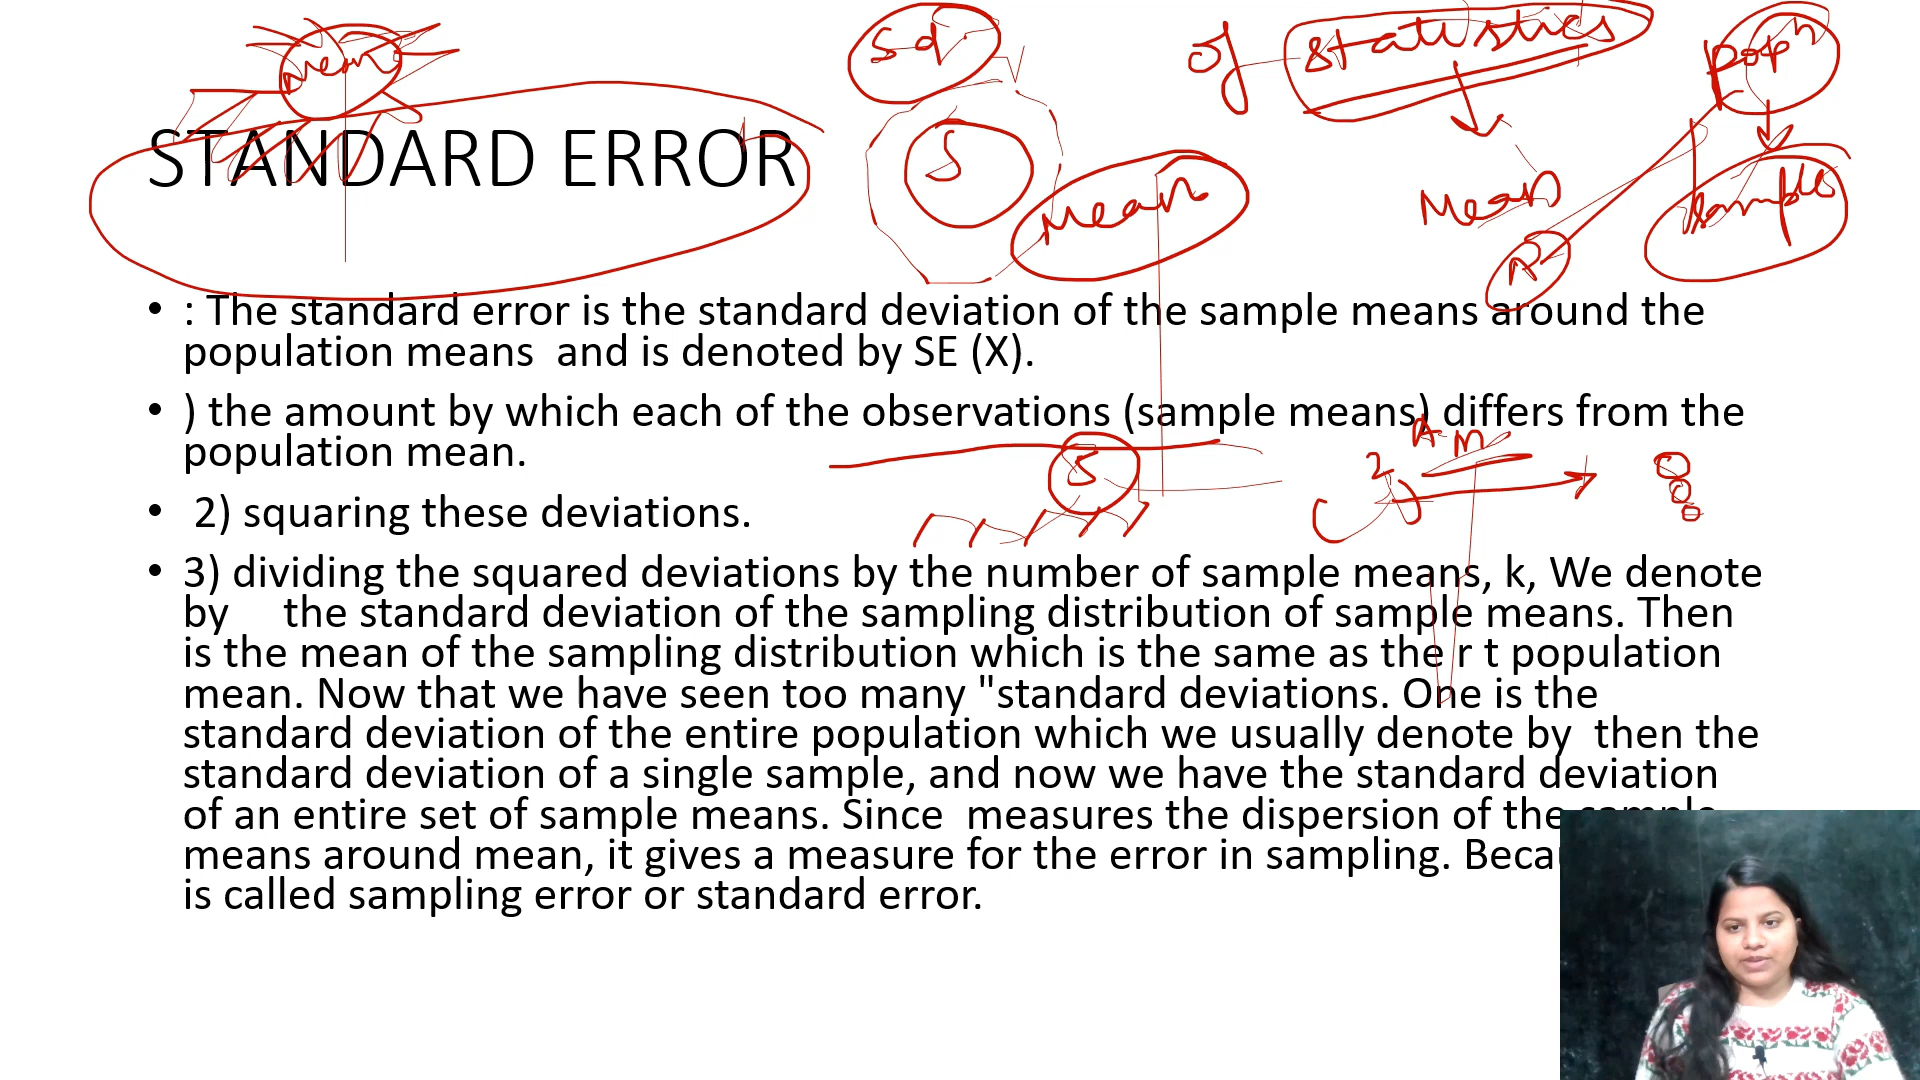 Mean
Sd
of statistics
popn
STANDARD ERROR
S
Mean
Mean
sample
• : The standard error is the standard deviation of the sample means around the
population means and is denoted by SE (X).
• ) the amount by which each of the observations (sample means) differs from the
population mean.
A.M
S
2
• 2) squaring these deviations.
• 3) dividing the squared deviations by the number of sample means, k, We denote
by the standard deviation of the sampling distribution of sample means. Then
is the mean of the sampling distribution which is the same as the r t population
mean. Now that we have seen too many "standard deviations. One is the
standard deviation of the entire population which we usually denote by then the
standard deviation of a single sample, and now we have the standard deviation
of an entire set of sample means. Since measures the dispersion of the sample
means around mean, it gives a measure for the error in sampling. Beca
is called sampling error or standard error.